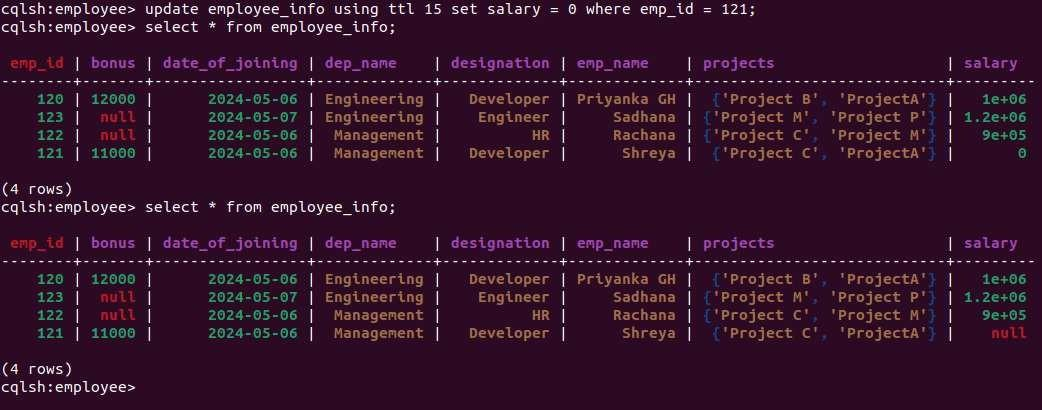 cqlsh:employee> update employee_info using ttl 15 set salary = 0 where emp_id = 121;
cqlsh:employee> select * from employee_info;
emp_id | bonus | date_of_joining | dep_name | designation | emp_name | projects | salary
--------+-------+-----------------+-------------+-------------+-------------+--------------------------+---------
120 | 12000 | 2024-05-06 | Engineering | Developer | Priyanka GH | {'Project B', 'ProjectA'} | 1e+06
123 | null | 2024-05-07 | Engineering | Engineer | Sadhana | {'Project M', 'Project P'} | 1.2e+06
122 | null | 2024-05-06 | Management | HR | Rachana | {'Project C', 'Project M'} | 9e+05
121 | 11000 | 2024-05-06 | Management | Developer | Shreya | {'Project C', 'ProjectA'} | 0
(4 rows)
cqlsh:employee> select * from employee_info;
emp_id | bonus | date_of_joining | dep_name | designation | emp_name | projects | salary
--------+-------+-----------------+-------------+-------------+-------------+--------------------------+---------
120 | 12000 | 2024-05-06 | Engineering | Developer | Priyanka GH | {'Project B', 'ProjectA'} | 1e+06
123 | null | 2024-05-07 | Engineering | Engineer | Sadhana | {'Project M', 'Project P'} | 1.2e+06
122 | null | 2024-05-06 | Management | HR | Rachana | {'Project C', 'Project M'} | 9e+05
121 | 11000 | 2024-05-06 | Management | Developer | Shreya | {'Project C', 'ProjectA'} | null
(4 rows)
cqlsh:employee>